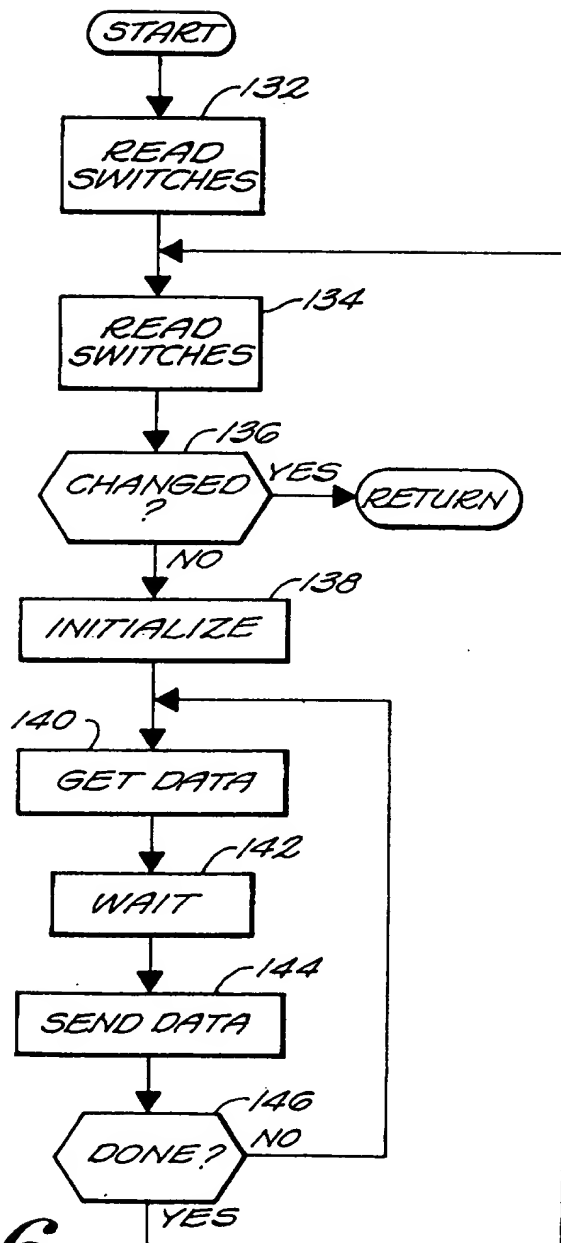 START
132
READ
SWITCHES
134
READ
SWITCHES
136
CHANGED
?
YES
RETURN
NO
138
INITIALIZE
140
GET DATA
142
WAIT
144
SEND DATA
146
DONE?
NO
YES
6